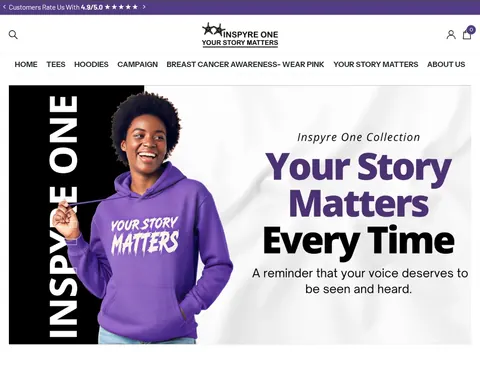 Customers Rate Us With 4.9/5.0 ★★★★★
INSPYRE ONE
YOUR STORY MATTERS
0
HOME TEES HOODIES CAMPAIGN BREAST CANCER AWARENESS- WEAR PINK YOUR STORY MATTERS ABOUT US
INSPYRE ONE
YOUR STORY
MATTERS
Inspyre One Collection
Your Story
Matters
Every Time
A reminder that your voice deserves to
be seen and heard.